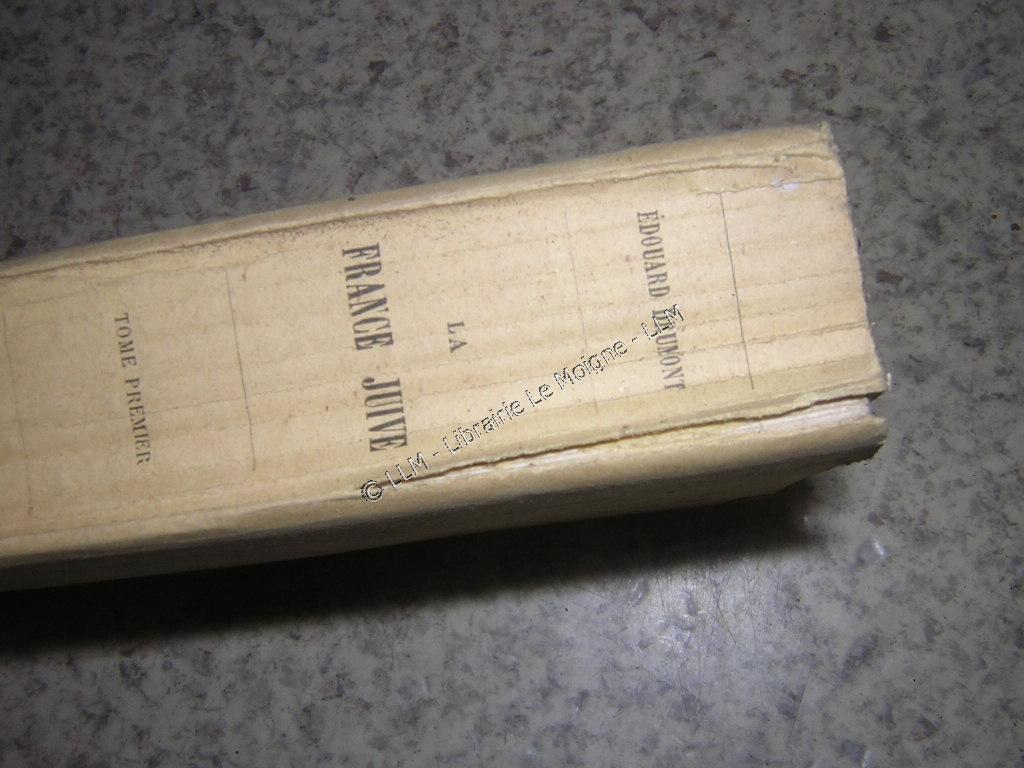 ÉDOUARD DRUMONT
LA
FRANCE JUIVE
TOME PREMIER
© LLM - Librairie Le Moigne - LLM